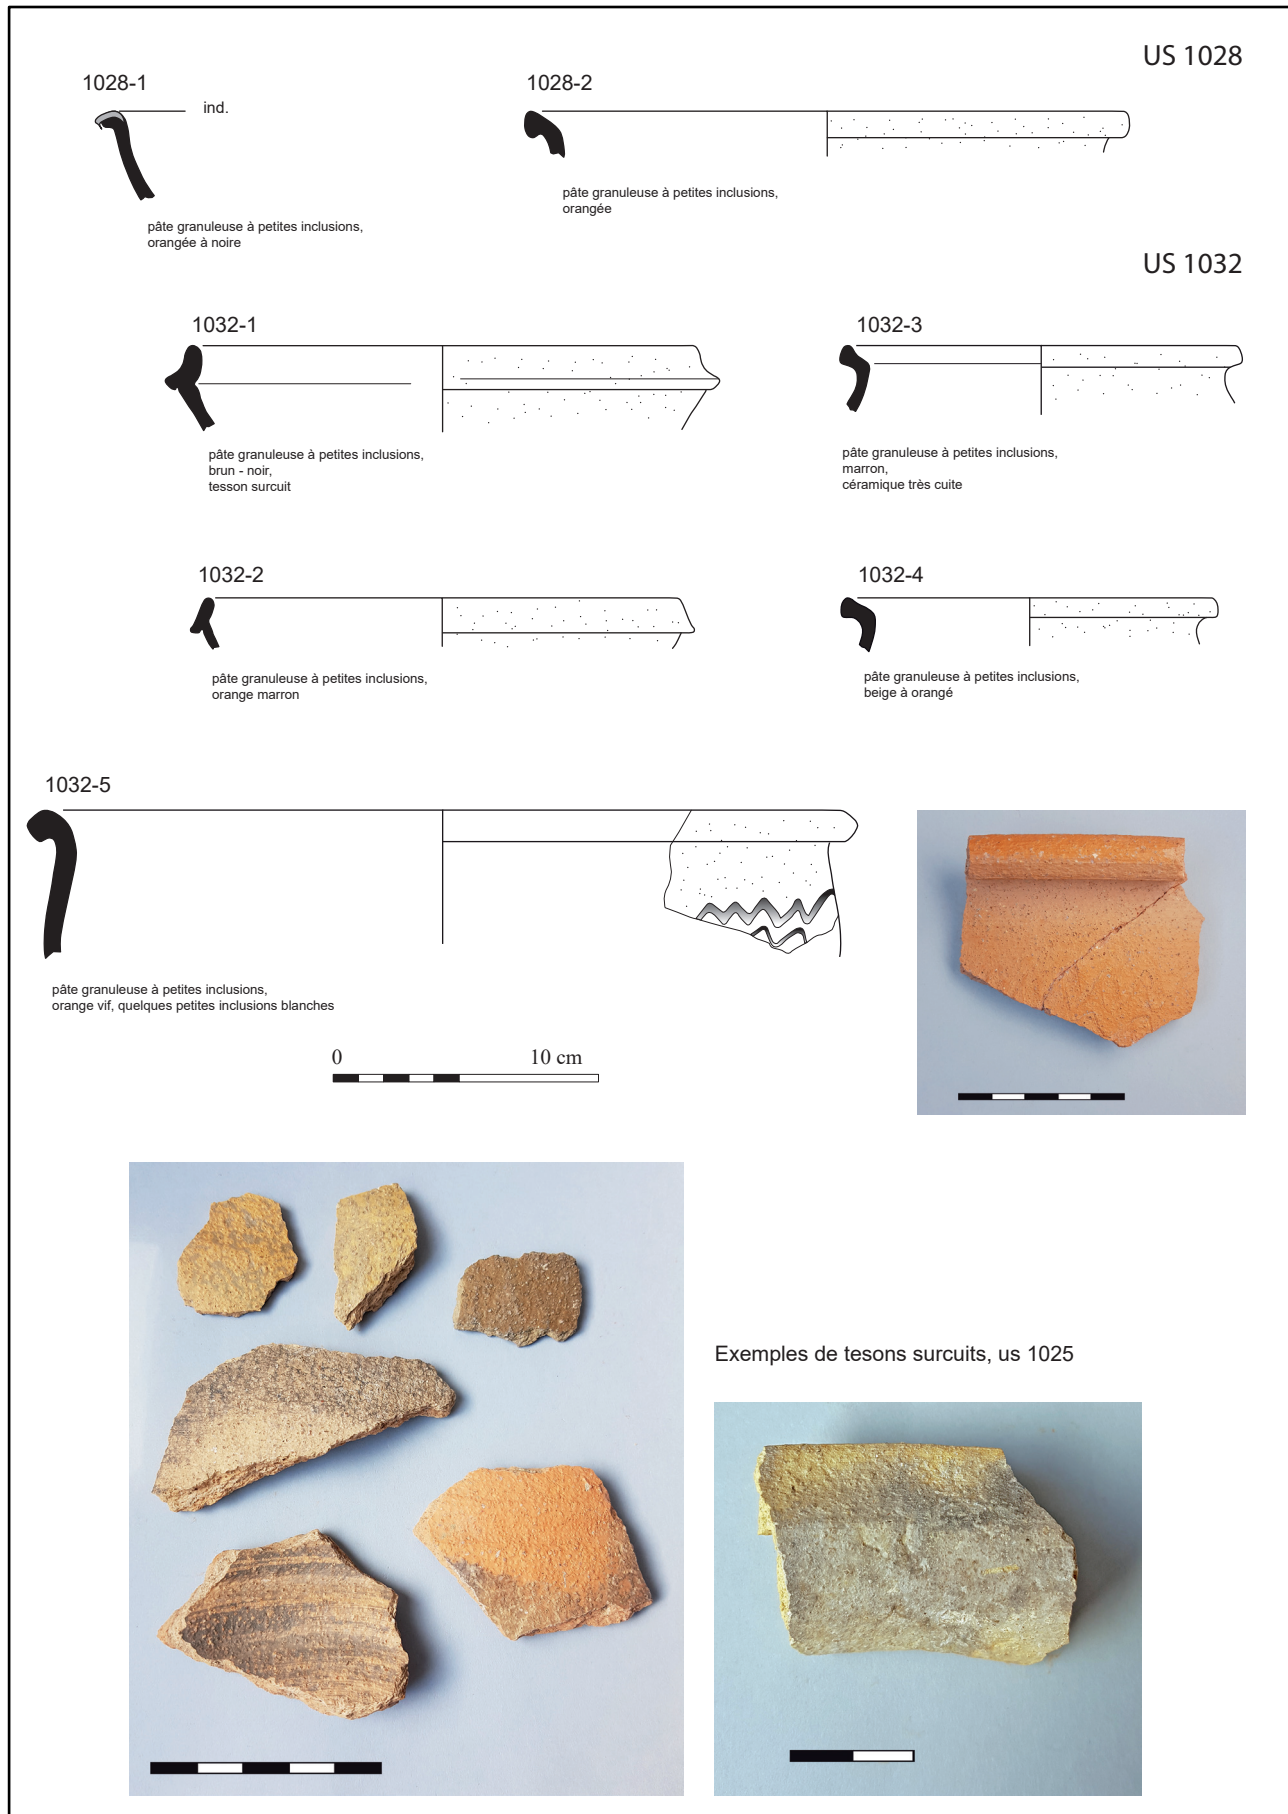 US 1028
1028-1
ind.
pâte granuleuse à petites inclusions,
orangée à noire
1028-2
pâte granuleuse à petites inclusions,
orangée
US 1032
1032-1
pâte granuleuse à petites inclusions,
brun - noir,
tesson surcuit
1032-3
pâte granuleuse à petites inclusions,
marron,
céramique très cuite
1032-2
pâte granuleuse à petites inclusions,
orange marron
1032-4
pâte granuleuse à petites inclusions,
beige à orangé
1032-5
pâte granuleuse à petites inclusions,
orange vif, quelques petites inclusions blanches
0 10 cm
Exemples de tesons surcuits, us 1025